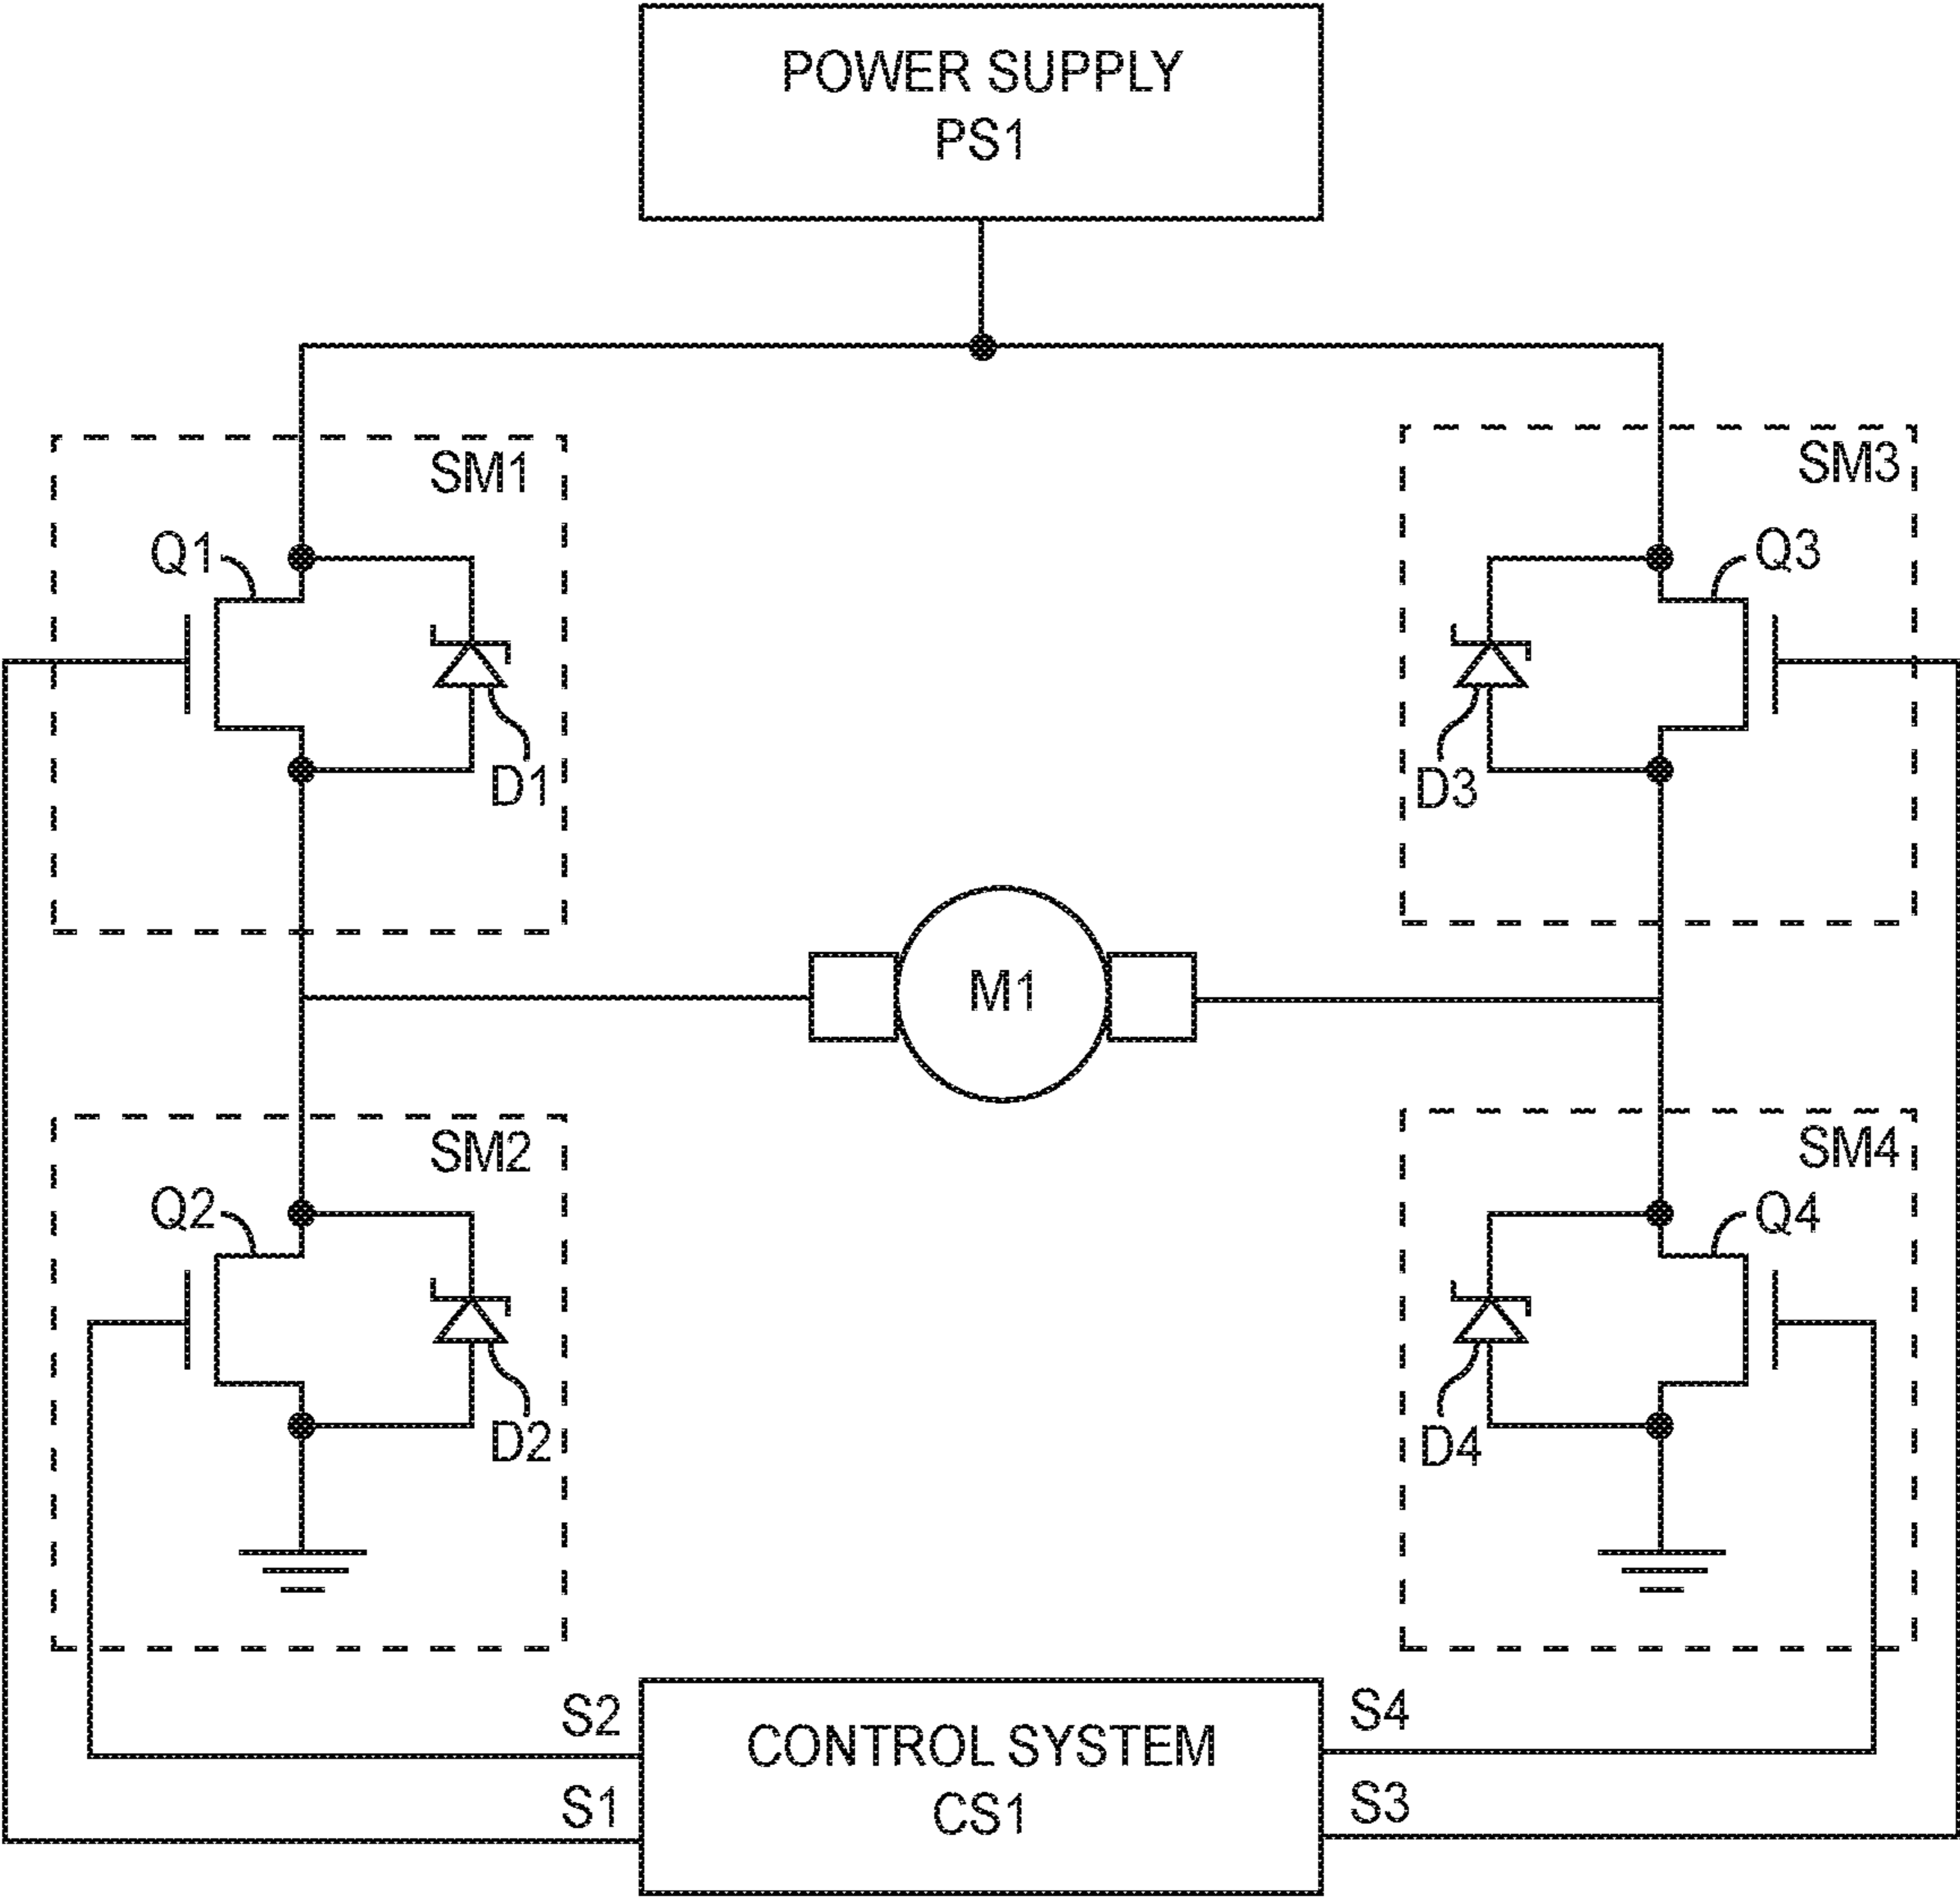 POWER SUPPLY
PS1
SM1
SM3
Q1
Q3
D1
D3
M1
SM2
SM4
Q2
Q4
D2
D4
S2
S4
CONTROL SYSTEM
CS1
S1
S3